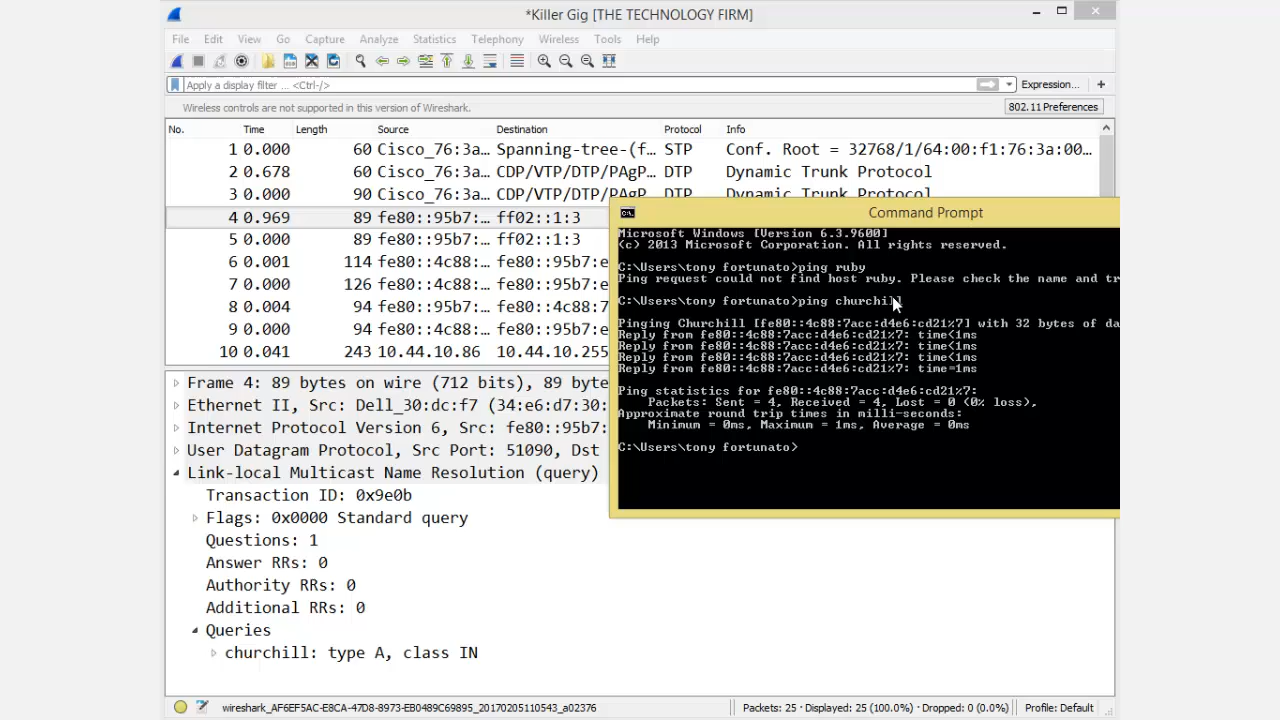 *Killer Gig [THE TECHNOLOGY FIRM]
File Edit View Go Capture Analyze Statistics Telephony Wireless Tools Help
Apply a display filter ... <Ctrl-/> Expression... +
Wireless controls are not supported in this version of Wireshark. 802.11 Preferences
No. Time Length Source Destination Protocol Info
1 0.000 60 Cisco_76:3a... Spanning-tree-(f... STP Conf. Root = 32768/1/64:00:f1:76:3a:00...
2 0.678 60 Cisco_76:3a... CDP/VTP/DTP/PAgP... DTP Dynamic Trunk Protocol
3 0.000 90 Cisco_76:3a... CDP/VTP/DTP/PAgP... DTP Dynamic Trunk Protocol
4 0.969 89 fe80::95b7:... ff02::1:3
5 0.000 89 fe80::95b7:... ff02::1:3
6 0.001 114 fe80::4c88:... fe80::95b7:
7 0.000 126 fe80::95b7:... fe80::4c88:
8 0.004 94 fe80::4c88:... fe80::95b7:
9 0.000 94 fe80::95b7:... fe80::4c88:
10 0.041 243 10.44.10.86 10.44.10.255
Command Prompt
Microsoft Windows [Version 6.3.9600]
(c) 2013 Microsoft Corporation. All rights reserved.
C:\Users\tony fortunato>ping ruby
Ping request could not find host ruby. Please check the name and tr
C:\Users\tony fortunato>ping churchill
Pinging Churchill [fe80::4c88:7acc:d4e6:cd21%7] with 32 bytes of da
Reply from fe80::4c88:7acc:d4e6:cd21%7: time<1ms
Reply from fe80::4c88:7acc:d4e6:cd21%7: time<1ms
Reply from fe80::4c88:7acc:d4e6:cd21%7: time<1ms
Reply from fe80::4c88:7acc:d4e6:cd21%7: time=1ms
Ping statistics for fe80::4c88:7acc:d4e6:cd21%7:
Packets: Sent = 4, Received = 4, Lost = 0 (0% loss),
Approximate round trip times in milli-seconds:
Minimum = 0ms, Maximum = 1ms, Average = 0ms
C:\Users\tony fortunato>
Frame 4: 89 bytes on wire (712 bits), 89 byte
Ethernet II, Src: Dell_30:dc:f7 (34:e6:d7:30:
Internet Protocol Version 6, Src: fe80::95b7:
User Datagram Protocol, Src Port: 51090, Dst
Link-local Multicast Name Resolution (query)
Transaction ID: 0x9e0b
Flags: 0x0000 Standard query
Questions: 1
Answer RRs: 0
Authority RRs: 0
Additional RRs: 0
Queries
churchill: type A, class IN
wireshark_AF6EF5AC-E8CA-47D8-8973-EB0489C69895_20170205110543_a02376 Packets: 25 · Displayed: 25 (100.0%) · Dropped: 0 (0.0%) Profile: Default